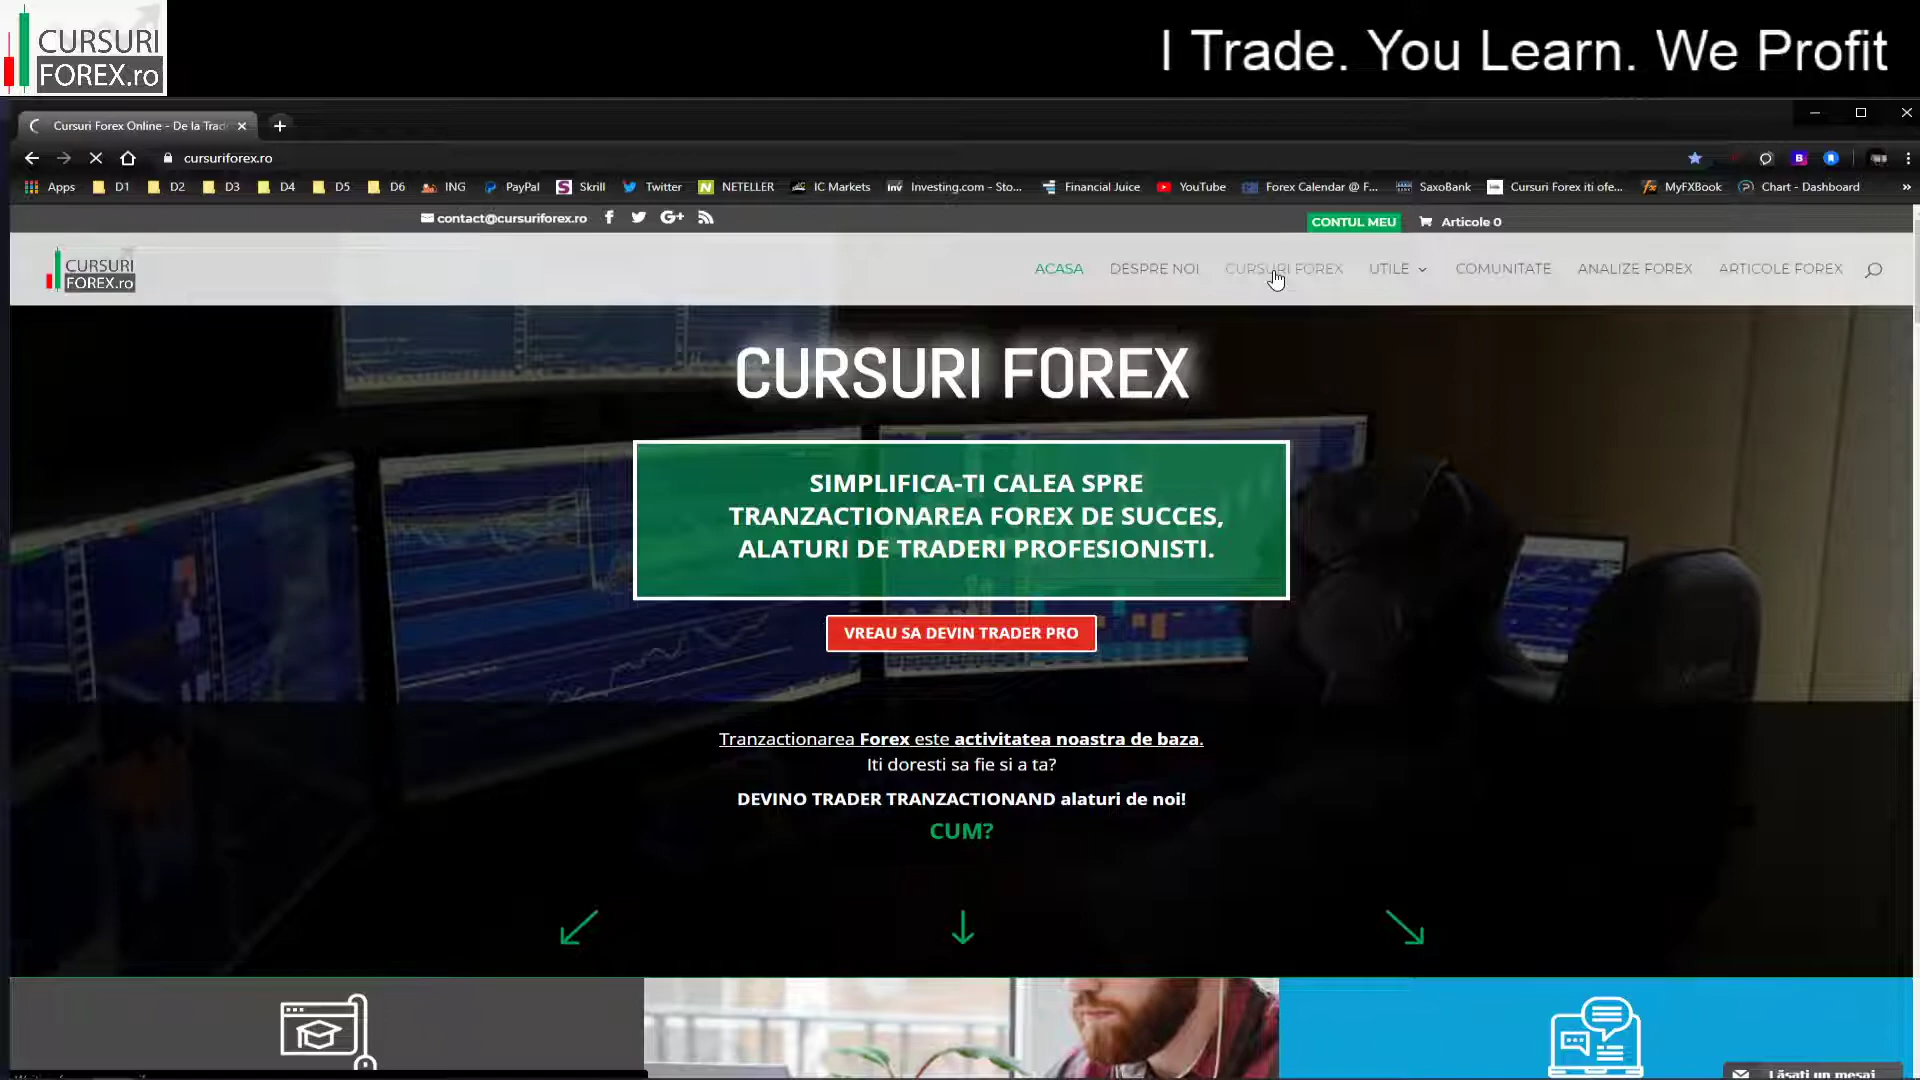 CURSURI
FOREX.ro
I Trade. You Learn. We Profit
Cursuri Forex Online - De la Trad
cursuriforex.ro
B
Apps D1 D2 D3 D4 D5 D6 ING PayPal Skrill Twitter NETELLER IC Markets Investing.com - Sto... Financial Juice YouTube Forex Calendar @ F... SaxoBank Cursuri Forex iti ofe... MyFXBook Chart - Dashboard »
contact@cursuriforex.ro
CONTUL MEU Articole 0
CURSURI
FOREX.ro
ACASA DESPRE NOI CURSURI FOREX UTILE COMUNITATE ANALIZE FOREX ARTICOLE FOREX
CURSURI FOREX
SIMPLIFICA-TI CALEA SPRE
TRANZACTIONAREA FOREX DE SUCCES,
ALATURI DE TRADERI PROFESIONISTI.
VREAU SA DEVIN TRADER PRO
Tranzactionarea Forex este activitatea noastra de baza.
Iti doresti sa fie si a ta?
DEVINO TRADER TRANZACTIONAND alaturi de noi!
CUM?
Lăsați un mesaj